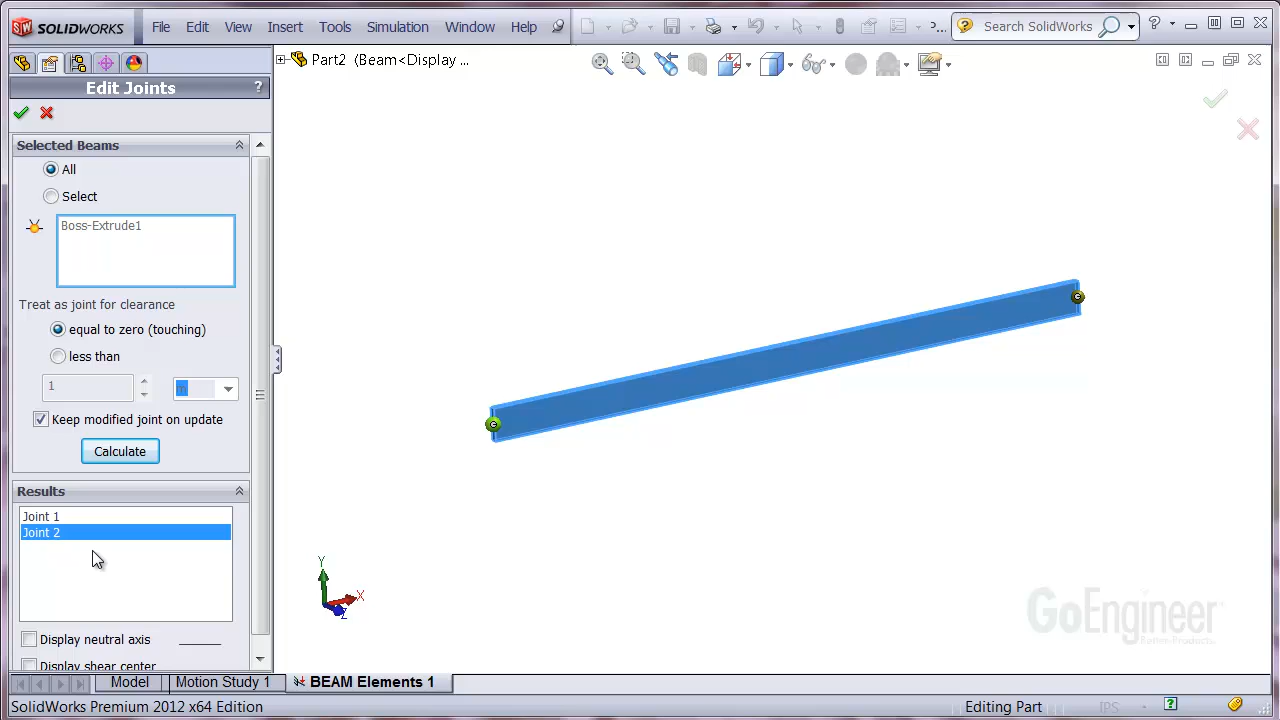 SOLIDWORKS File Edit View Insert Tools Simulation Window Help Search SolidWorks
Part2 (Beam<Display ...
Edit Joints
Selected Beams
All
Select
Boss-Extrude1
Treat as joint for clearance
equal to zero (touching)
less than
1
Keep modified joint on update
Calculate
Results
Joint 1
Joint 2
Display neutral axis
Display shear center
Y
X
Z
GoEngineer
Model Motion Study 1 BEAM Elements 1
SolidWorks Premium 2012 x64 Edition Editing Part IPS